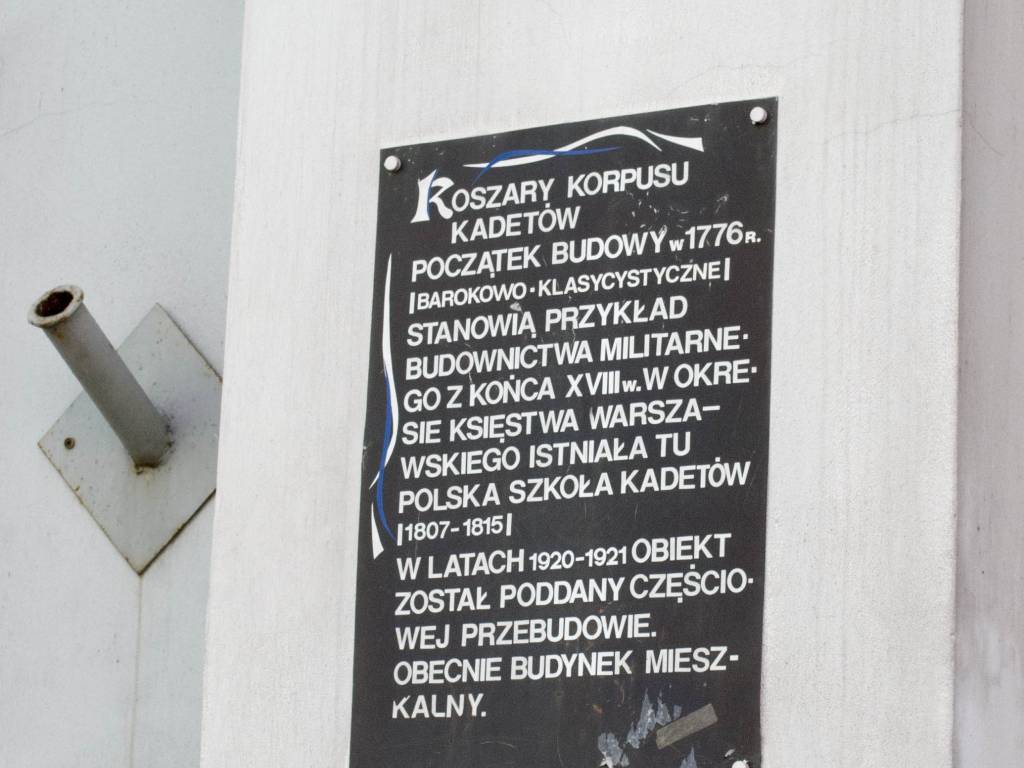 KOSZARY KORPUSU
KADETÓW
POCZĄTEK BUDOWY w 1776 R.
|BAROKOWO·KLASYCYSTYCZNE|
STANOWIĄ PRZYKŁAD
BUDOWNICTWA MILITARNE-
GO Z KOŃCA XVIII w. W OKRE-
SIE KSIĘSTWA WARSZA-
WSKIEGO ISTNIAŁA TU
POLSKA SZKOŁA KADETÓW
|1807-1815|
W LATACH 1920-1921 OBIEKT
ZOSTAŁ PODDANY CZĘŚCIO-
WEJ PRZEBUDOWIE.
OBECNIE BUDYNEK MIESZ-
KALNY.